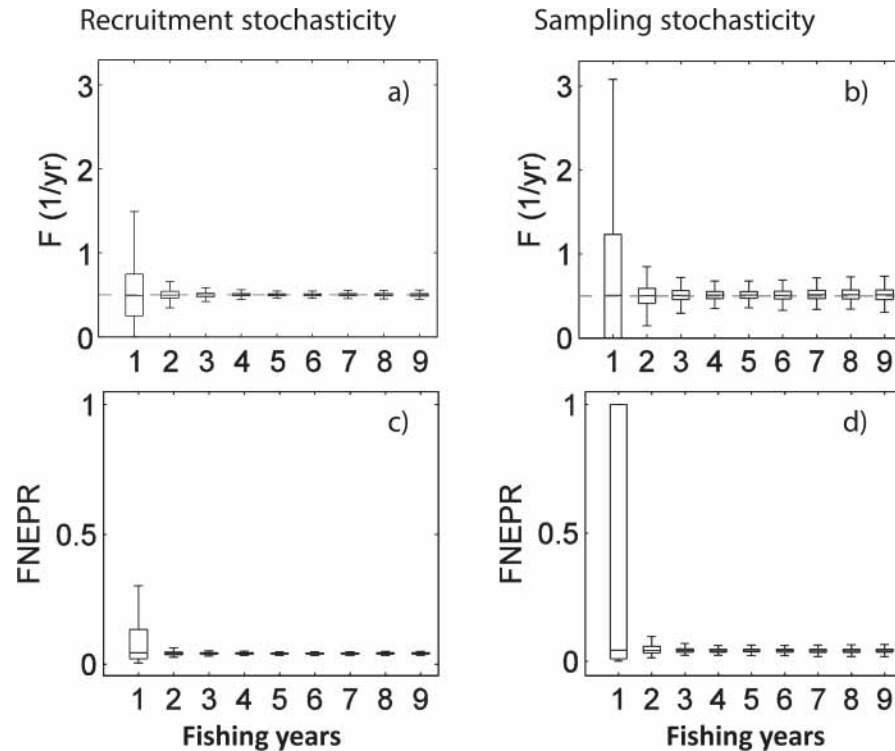 Recruitment stochasticity
Sampling stochasticity
a)
F (1/yr)
3
2
1
0
1 2 3 4 5 6 7 8 9
b)
F (1/yr)
3
2
1
0
1 2 3 4 5 6 7 8 9
c)
FNEPR
1
0.5
0
1 2 3 4 5 6 7 8 9
Fishing years
d)
FNEPR
1
0.5
0
1 2 3 4 5 6 7 8 9
Fishing years